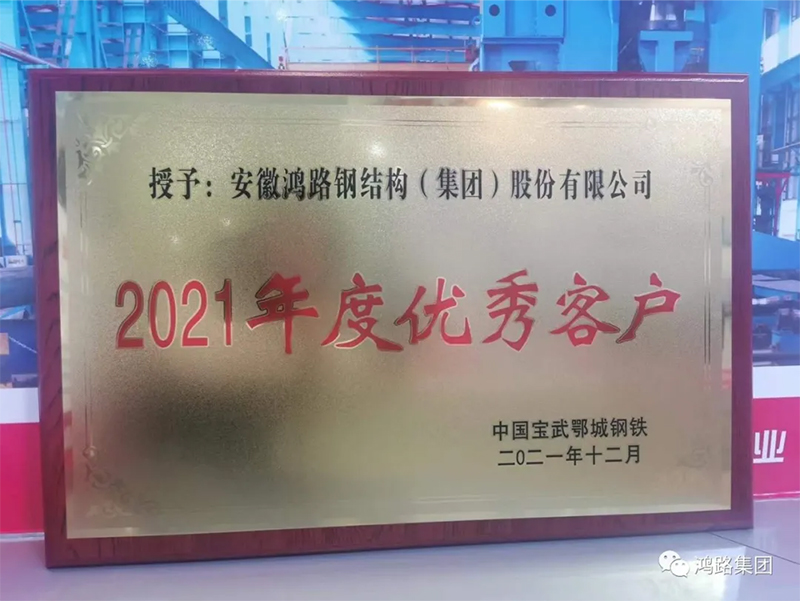 授予：安徽鸿路钢结构（集团）股份有限公司
2021年度优秀客户
中国宝武鄂城钢铁
二〇二一年十二月
业
鸿路集团